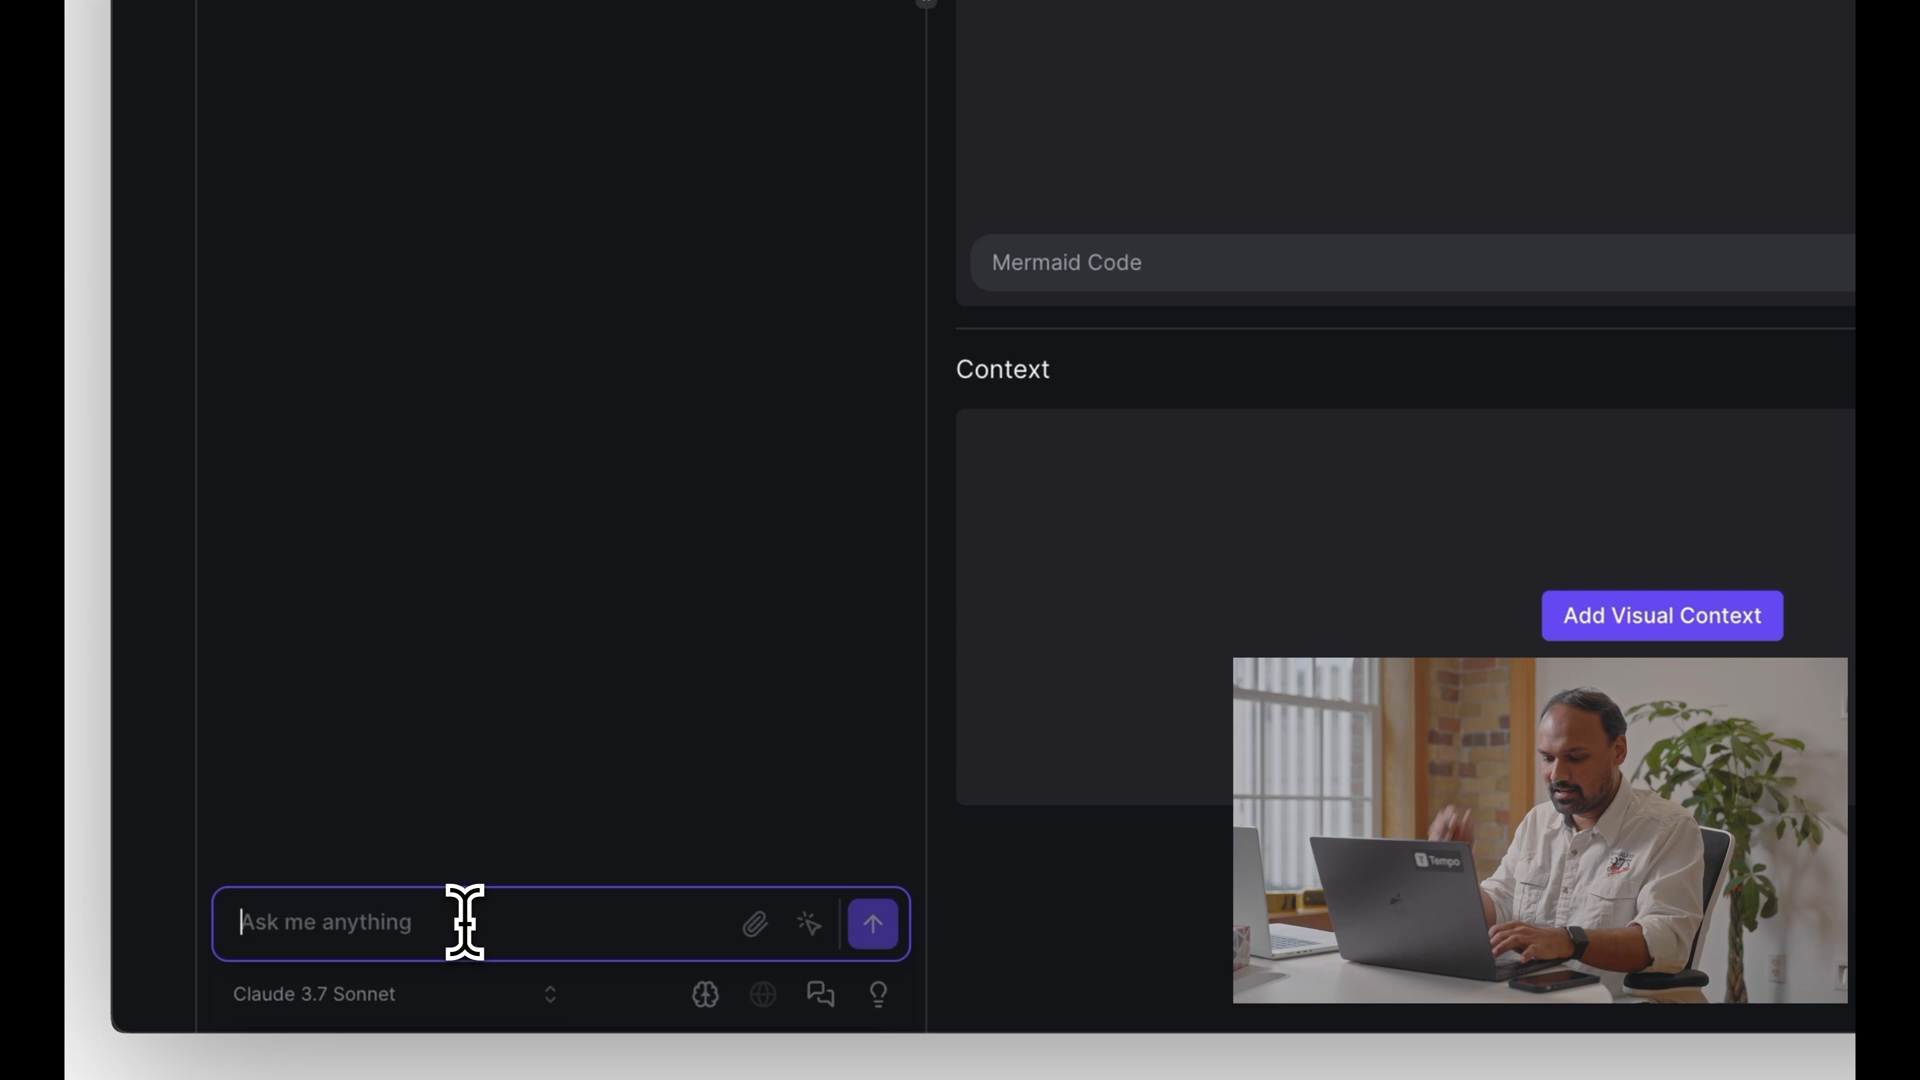 Mermaid Code
Context
Add Visual Context
Tempo
Ask me anything
Claude 3.7 Sonnet